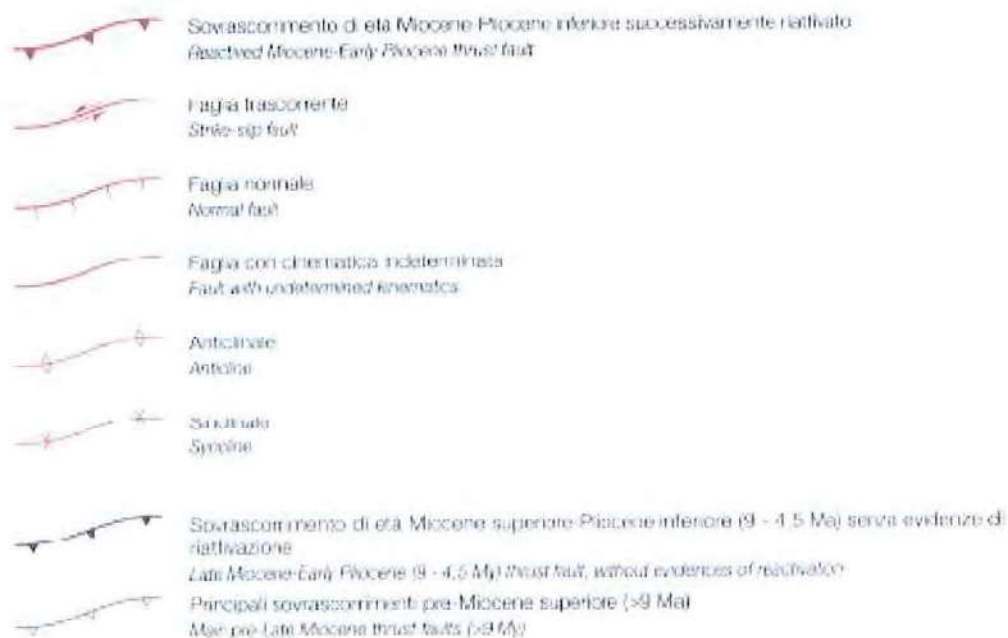 Sovrascorrimento di età Miocene-Pliocene inferiore successivamente riattivato
Reactived Miocene-Early Pliocene thrust fault
Faglia trascorrente
Strike-slip fault
Faglia normale
Normal fault
Faglia con cinematica indeterminata
Fault with undetermined kinematics
Anticlinale
Anticline
Sinclinale
Syncline
Sovrascorrimento di età Miocene superiore-Pliocene inferiore (9 - 4.5 Ma) senza evidenze di
riattivazione
Late Miocene-Early Pliocene (9 - 4.5 My) thrust fault, without evidences of reactivation
Principali sovrascorrimenti pre-Miocene superiore (>9 Ma)
Main pre-Late Miocene thrust faults (>9 My)